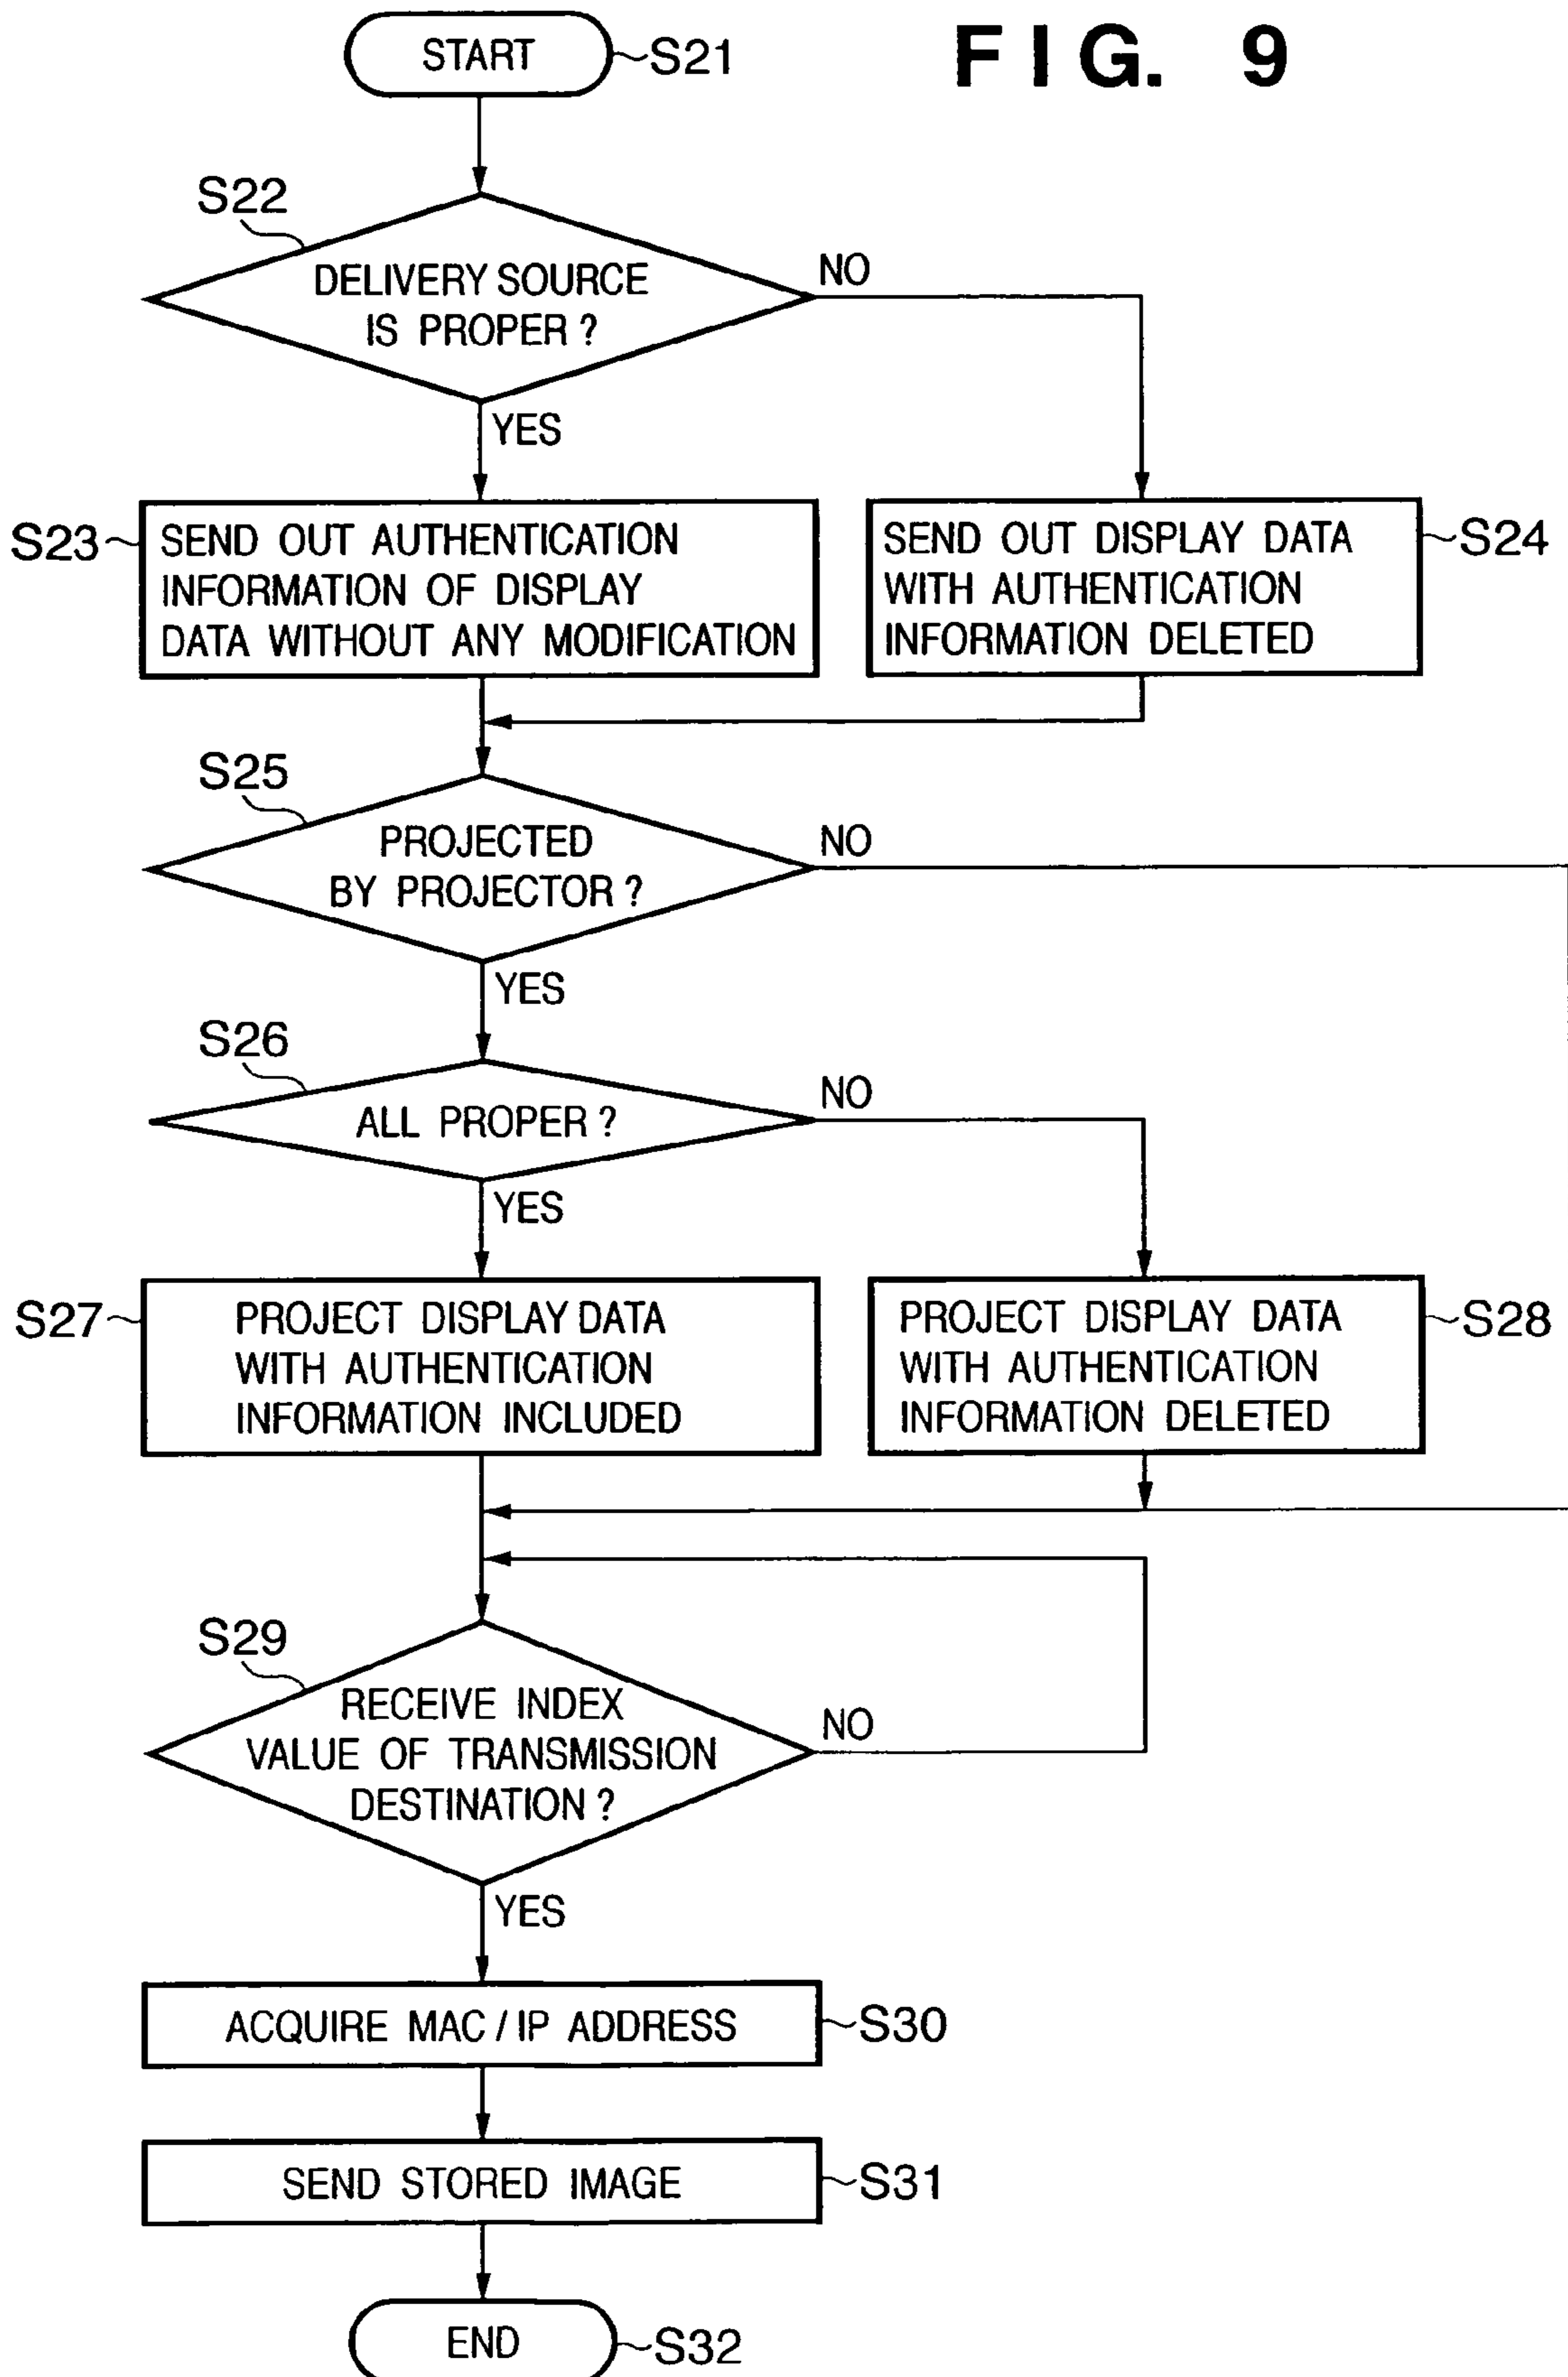 FIG. 9
START
S21
S22
DELIVERY SOURCE
IS PROPER ?
NO
YES
S23
SEND OUT AUTHENTICATION
INFORMATION OF DISPLAY
DATA WITHOUT ANY MODIFICATION
SEND OUT DISPLAY DATA
WITH AUTHENTICATION
INFORMATION DELETED
S24
S25
PROJECTED
BY PROJECTOR ?
NO
YES
S26
ALL PROPER ?
NO
YES
S27
PROJECT DISPLAY DATA
WITH AUTHENTICATION
INFORMATION INCLUDED
PROJECT DISPLAY DATA
WITH AUTHENTICATION
INFORMATION DELETED
S28
S29
RECEIVE INDEX
VALUE OF TRANSMISSION
DESTINATION ?
NO
YES
ACQUIRE MAC / IP ADDRESS
S30
SEND STORED IMAGE
S31
END
S32